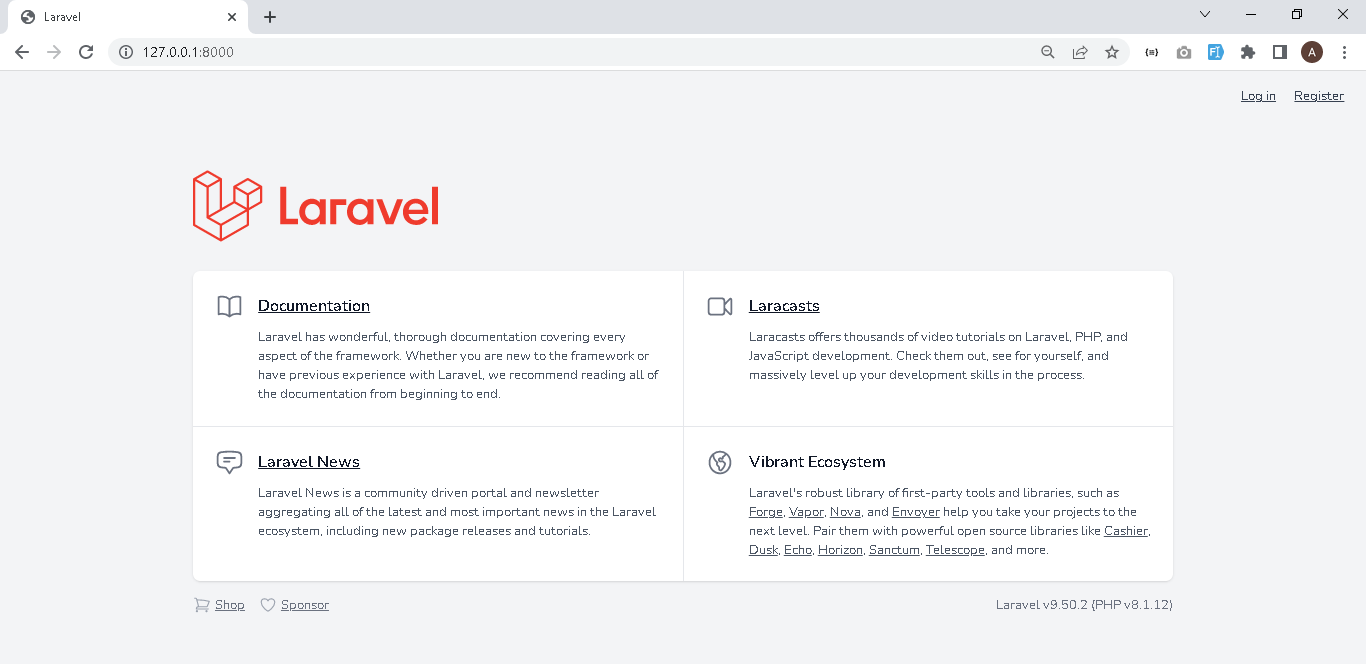 Laravel
127.0.0.1:8000
A
Log in Register
Laravel
Documentation
Laravel has wonderful, thorough documentation covering every
aspect of the framework. Whether you are new to the framework or
have previous experience with Laravel, we recommend reading all of
the documentation from beginning to end.
Laracasts
Laracasts offers thousands of video tutorials on Laravel, PHP, and
JavaScript development. Check them out, see for yourself, and
massively level up your development skills in the process.
Laravel News
Laravel News is a community driven portal and newsletter
aggregating all of the latest and most important news in the Laravel
ecosystem, including new package releases and tutorials.
Vibrant Ecosystem
Laravel's robust library of first-party tools and libraries, such as
Forge, Vapor, Nova, and Envoyer help you take your projects to the
next level. Pair them with powerful open source libraries like Cashier,
Dusk, Echo, Horizon, Sanctum, Telescope, and more.
Shop Sponsor
Laravel v9.50.2 (PHP v8.1.12)